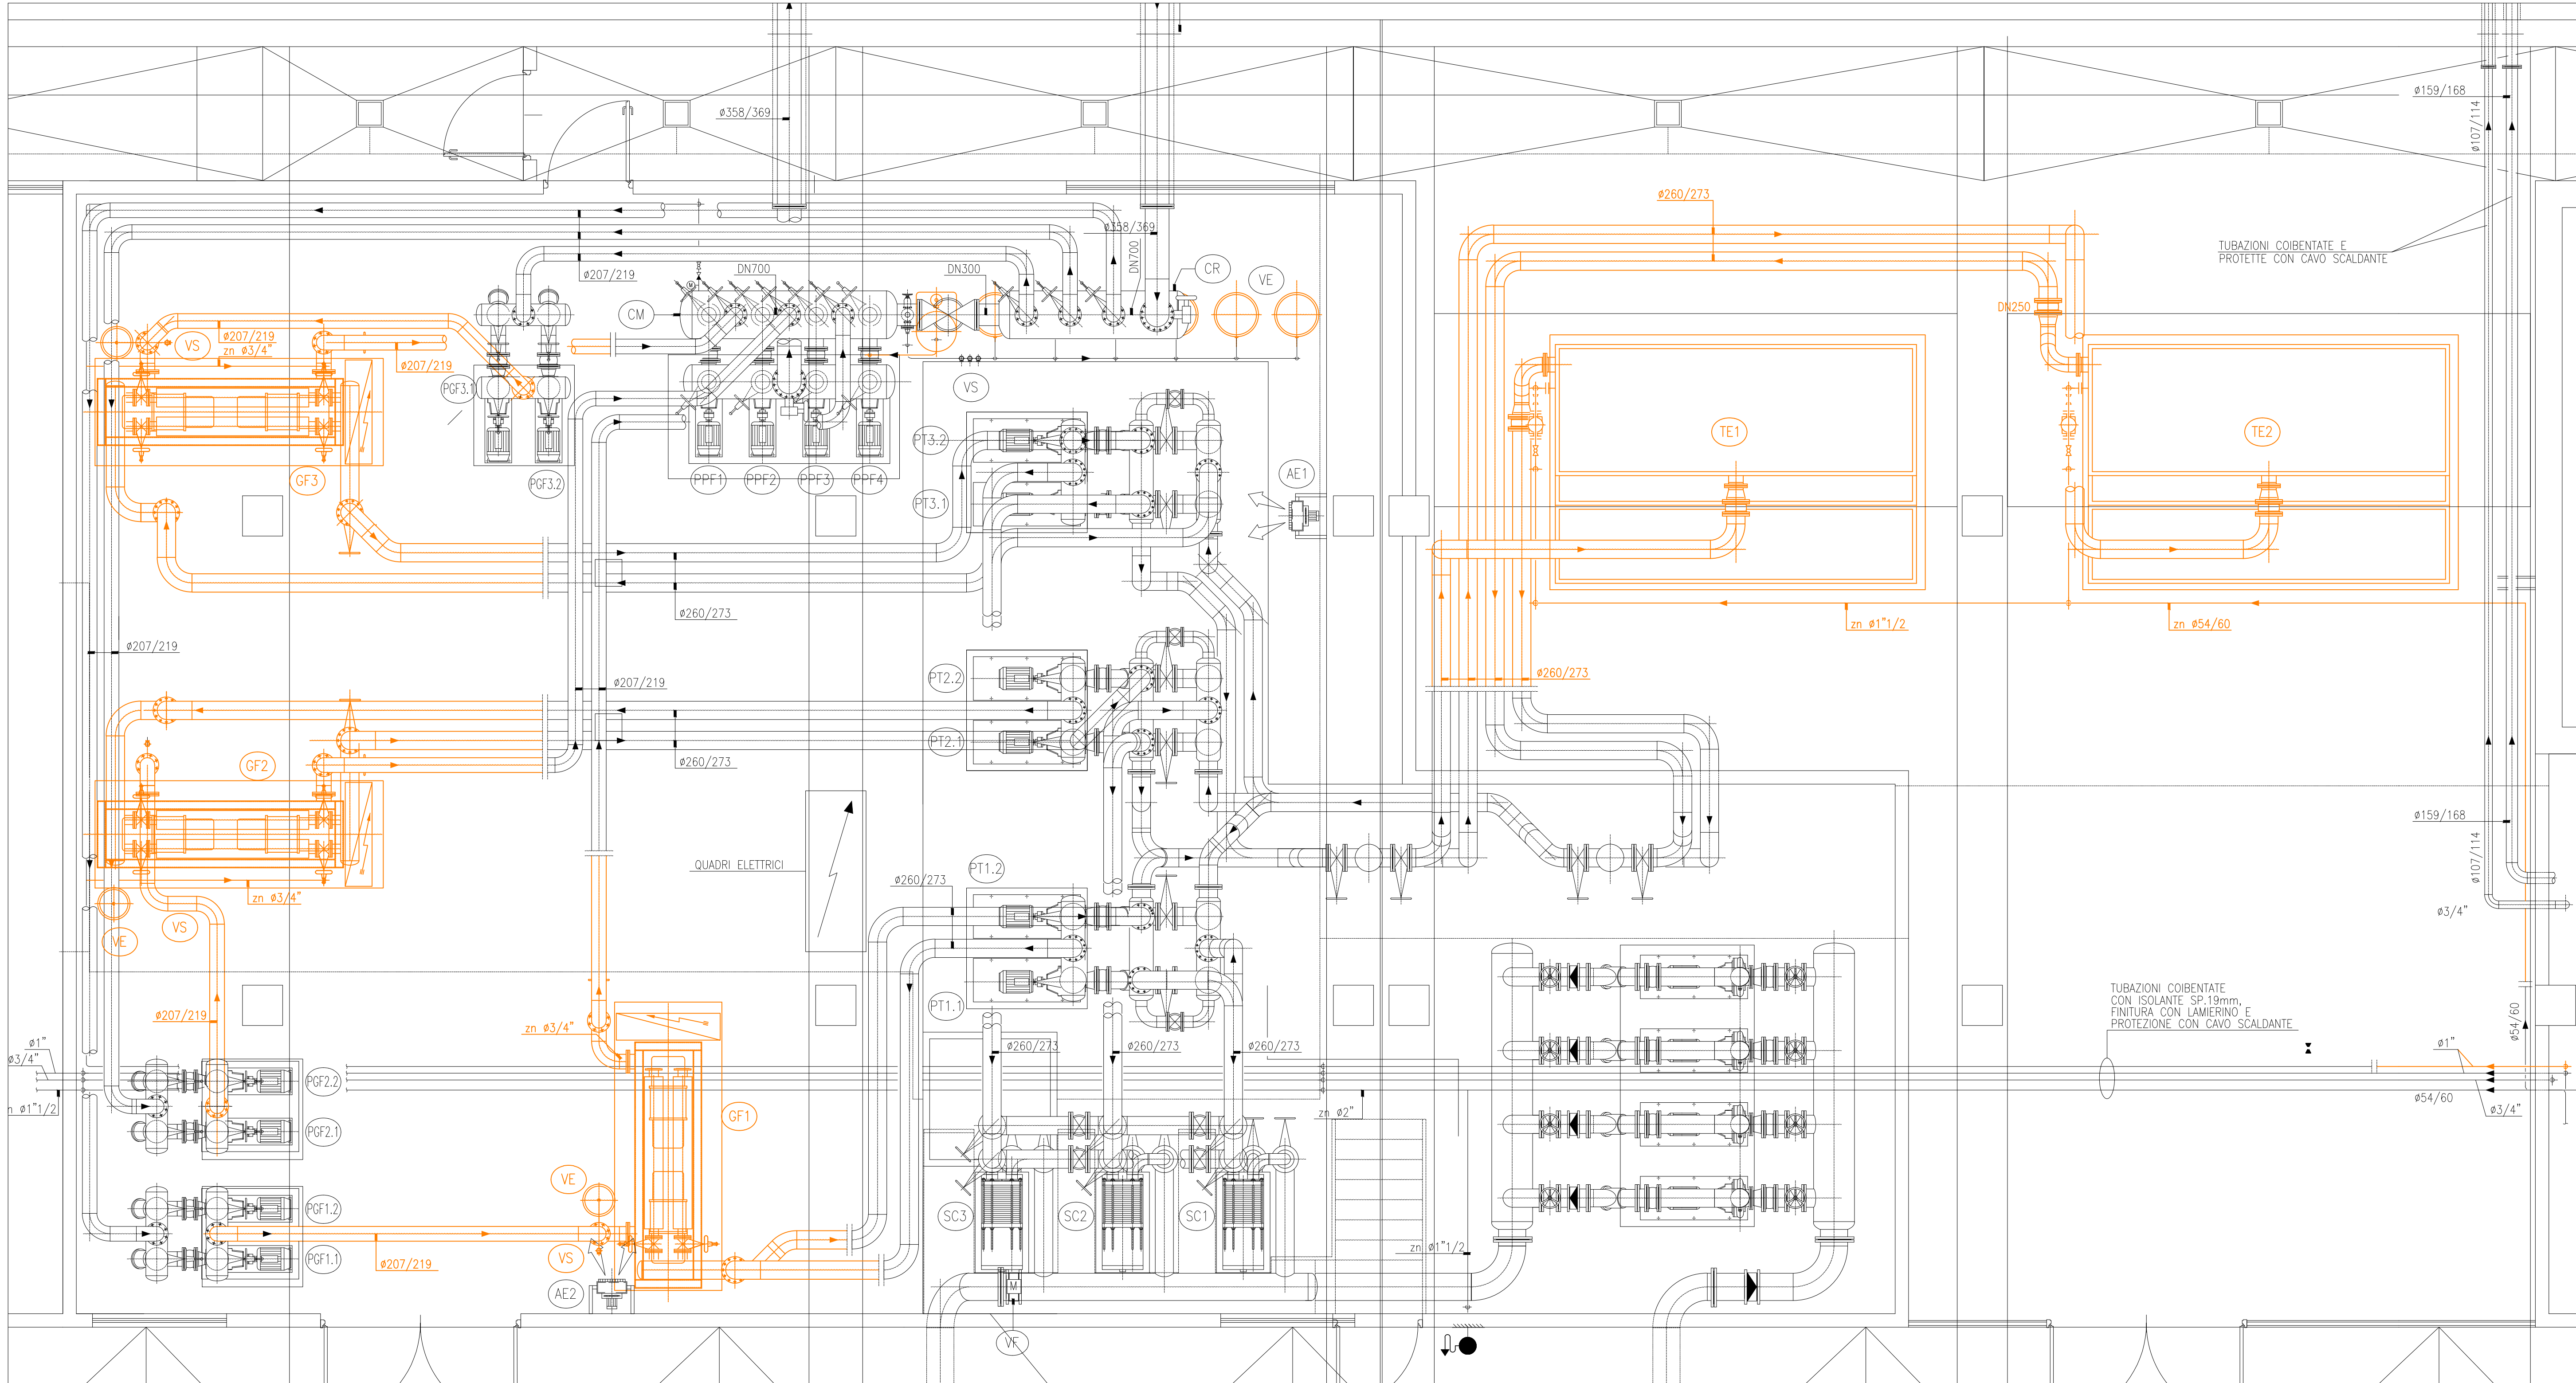 ø358/369
ø159/168
ø107/114
ø260/273
ø358/369
TUBAZIONI COIBENTATE E
PROTETTE CON CAVO SCALDANTE
ø207/219
DN700
DN300
DN700
CR
VE
CM
DN250
VS
ø207/219
zn ø3/4"
ø207/219
PGF3.1
VS
GF3
PGF3.2
PPF1
PPF2
PPF3
PPF4
PT3.2
PT3.1
AE1
TE1
TE2
ø260/273
zn ø1"1/2
zn ø54/60
ø207/219
ø207/219
ø260/273
PT2.2
PT2.1
GF2
ø260/273
QUADRI ELETTRICI
ø159/168
ø107/114
ø3/4"
PT1.2
ø260/273
zn ø3/4"
VE
VS
PT1.1
TUBAZIONI COIBENTATE
CON ISOLANTE SP.19mm,
FINITURA CON LAMIERINO E
PROTEZIONE CON CAVO SCALDANTE
ø54/60
ø207/219
zn ø3/4"
ø1"
ø3/4"
n ø1"1/2
ø260/273
ø260/273
ø260/273
ø1"
PGF2.2
PGF2.1
GF1
zn ø2"
ø54/60
ø3/4"
VE
PGF1.2
PGF1.1
SC3
SC2
SC1
zn ø1"1/2
VS
ø207/219
AE2
M
VF
M